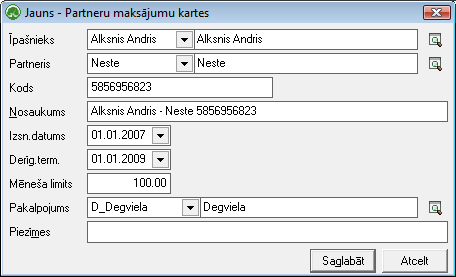 Jauns - Partneru maksājumu kartes
Īpašnieks Alksnis Andris Alksnis Andris
Partneris Neste Neste
Kods 5856956823
Nosaukums Alksnis Andris - Neste 5856956823
Izsn.datums 01.01.2007
Derīg.term. 01.01.2009
Mēneša limits 100.00
Pakalpojums D_Degviela Degviela
Piezīmes
Saglabāt Atcelt